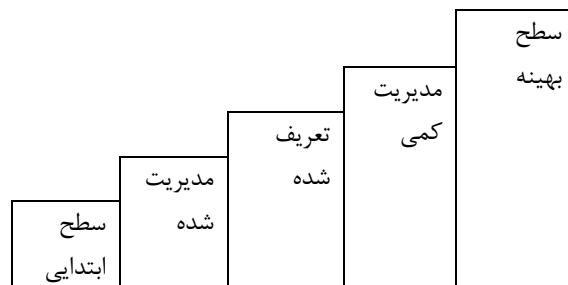 سطح
بهینه
مدیریت
کمی
تعریف
شده
مدیریت
شده
سطح
ابتدایی